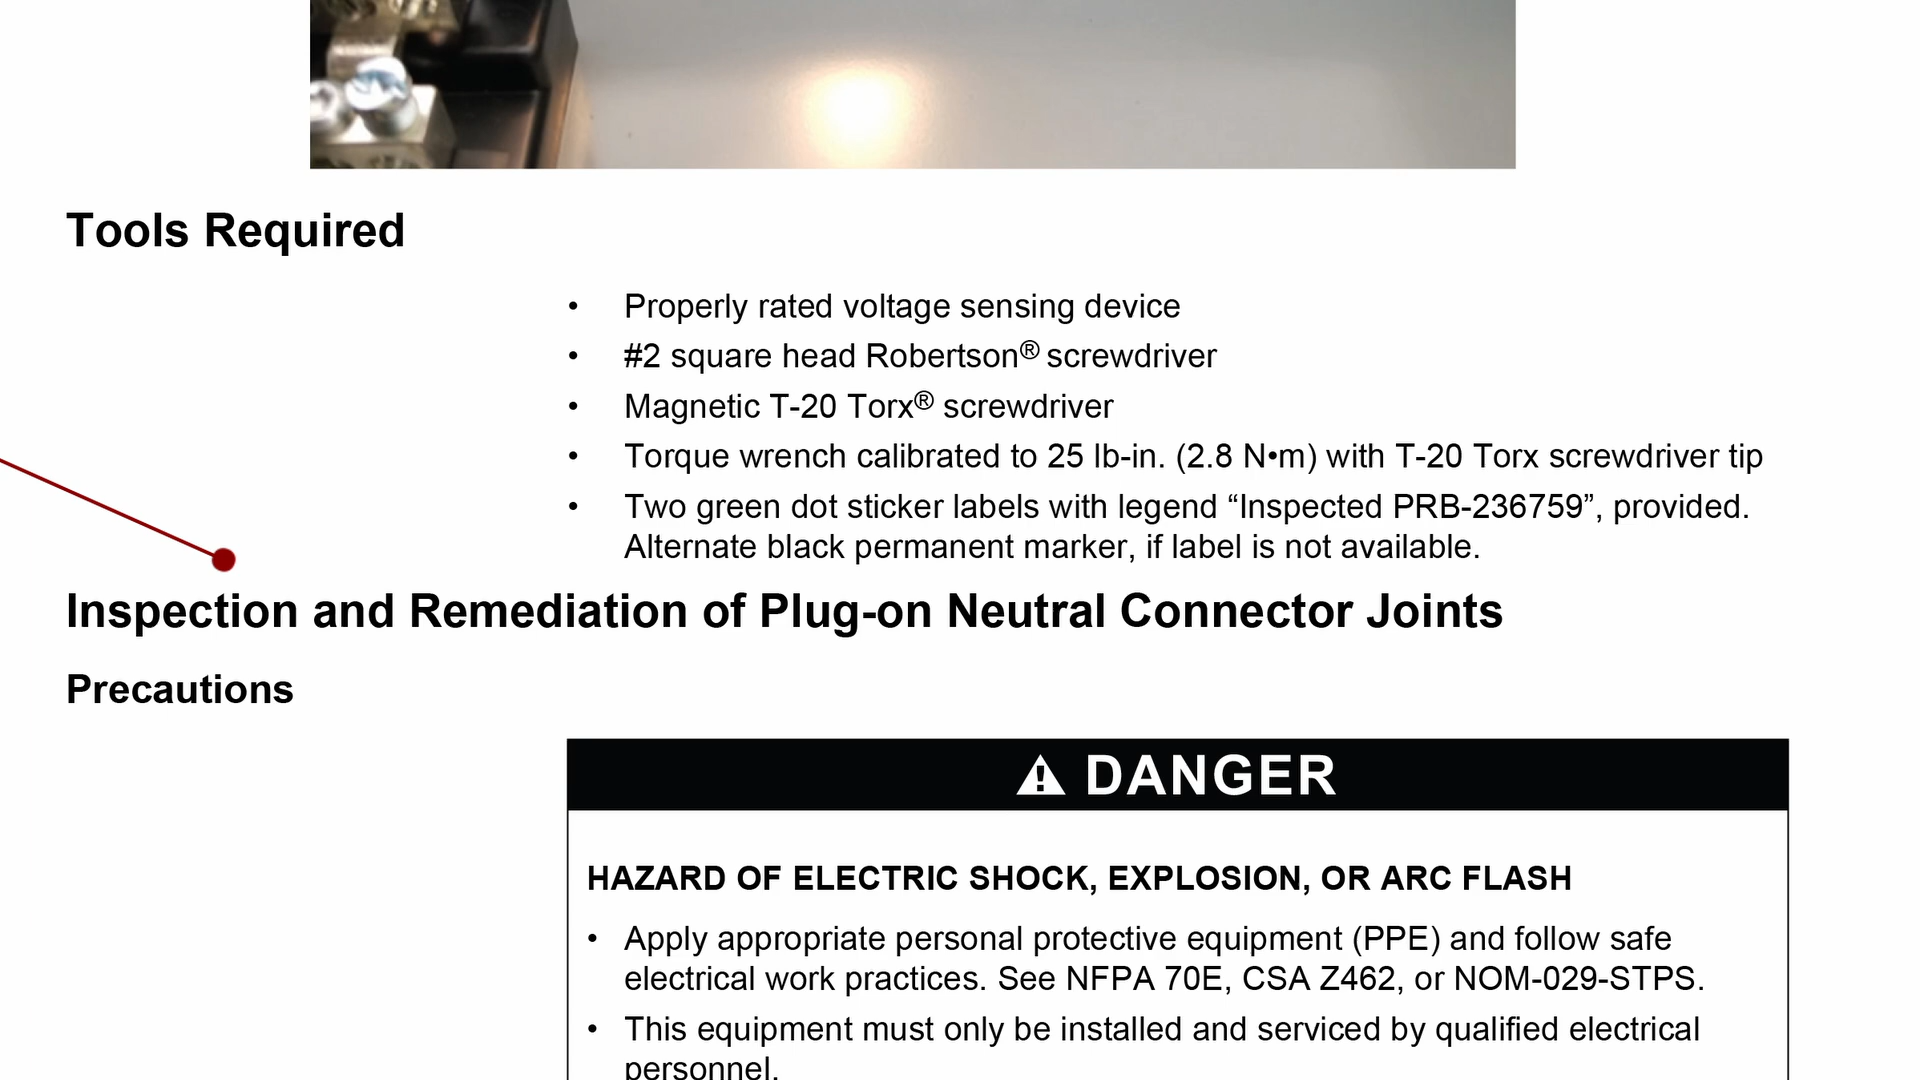 Tools Required
• Properly rated voltage sensing device
• #2 square head Robertson® screwdriver
• Magnetic T-20 Torx® screwdriver
• Torque wrench calibrated to 25 lb-in. (2.8 N•m) with T-20 Torx screwdriver tip
• Two green dot sticker labels with legend “Inspected PRB-236759”, provided.
Alternate black permanent marker, if label is not available.
Inspection and Remediation of Plug-on Neutral Connector Joints
Precautions
DANGER
HAZARD OF ELECTRIC SHOCK, EXPLOSION, OR ARC FLASH
• Apply appropriate personal protective equipment (PPE) and follow safe
electrical work practices. See NFPA 70E, CSA Z462, or NOM-029-STPS.
• This equipment must only be installed and serviced by qualified electrical
personnel.